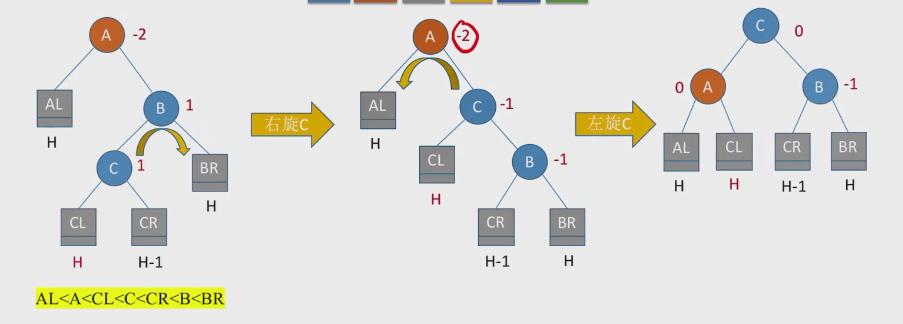 A -2
AL
H
B 1
C 1
BR
H
CL
H
CR
H-1
AL<A<CL<C<CR<B<BR
右旋C
A -2
AL
H
C -1
CL
H
B -1
CR
H-1
BR
H
左旋C
C 0
0 A
B -1
AL
H
CL
H
CR
H-1
BR
H